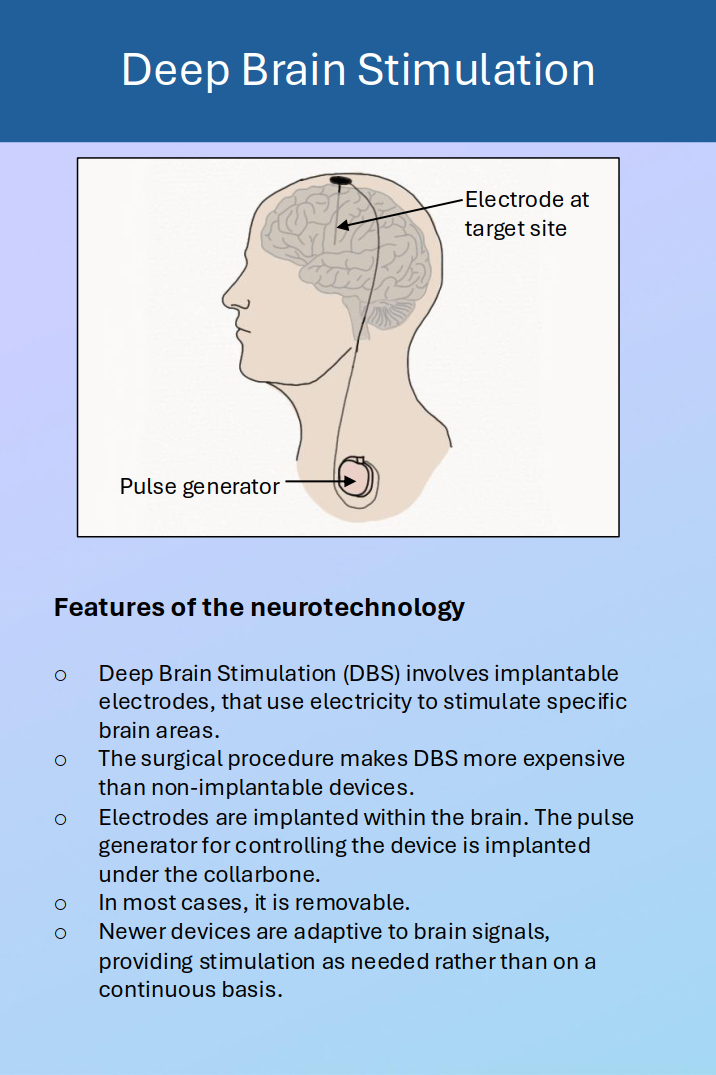 Deep Brain Stimulation
Electrode at
target site
Pulse generator
Features of the neurotechnology
○ Deep Brain Stimulation (DBS) involves implantable
electrodes, that use electricity to stimulate specific
brain areas.
○ The surgical procedure makes DBS more expensive
than non-implantable devices.
○ Electrodes are implanted within the brain. The pulse
generator for controlling the device is implanted
under the collarbone.
○ In most cases, it is removable.
○ Newer devices are adaptive to brain signals,
providing stimulation as needed rather than on a
continuous basis.